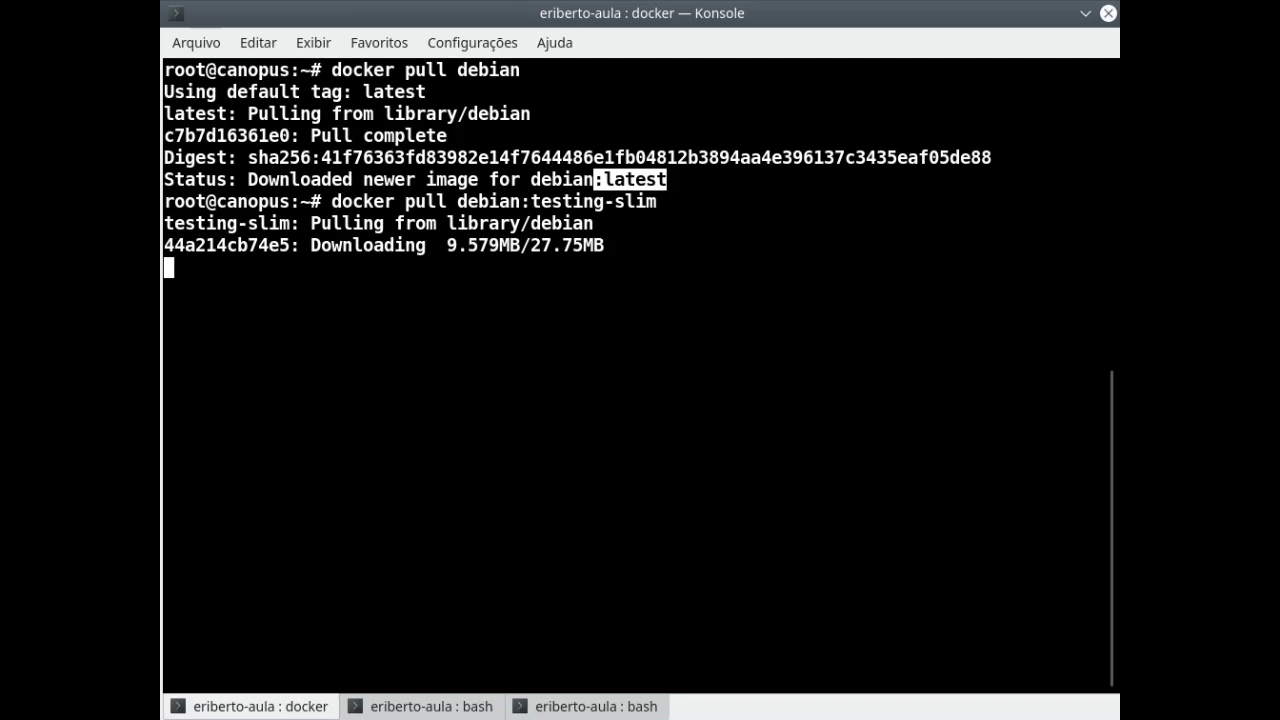 eriberto-aula : docker — Konsole
Arquivo Editar Exibir Favoritos Configurações Ajuda
root@canopus:~# docker pull debian
Using default tag: latest
latest: Pulling from library/debian
c7b7d16361e0: Pull complete
Digest: sha256:41f76363fd83982e14f7644486e1fb04812b3894aa4e396137c3435eaf05de88
Status: Downloaded newer image for debian:latest
root@canopus:~# docker pull debian:testing-slim
testing-slim: Pulling from library/debian
44a214cb74e5: Downloading  9.579MB/27.75MB
eriberto-aula : docker eriberto-aula : bash eriberto-aula : bash